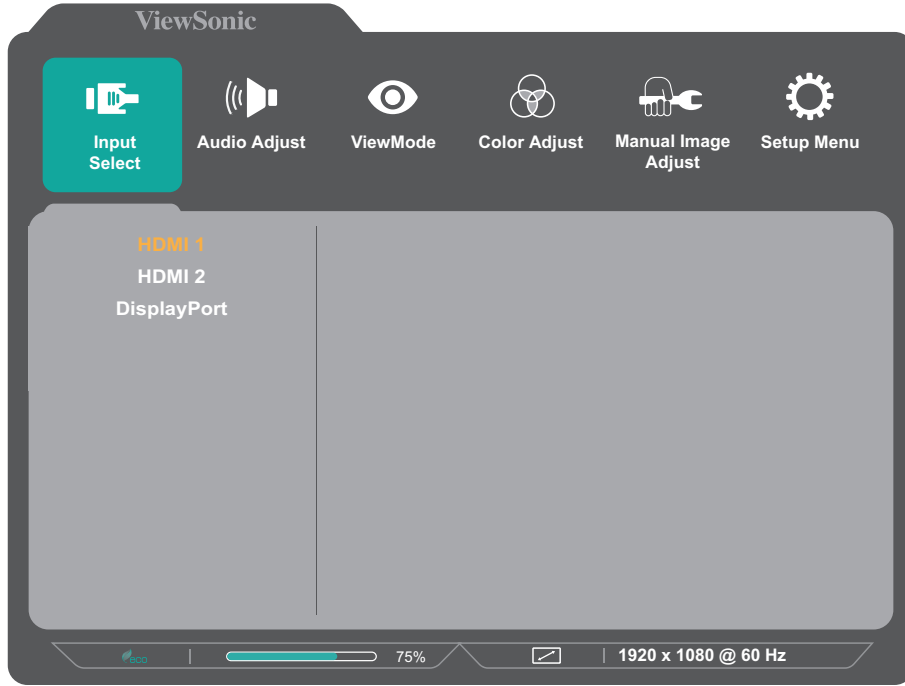 ViewSonic
Input Select
Audio Adjust
ViewMode
Color Adjust
Manual Image Adjust
Setup Menu
HDMI 1
HDMI 2
DisplayPort
eco
75%
1920 x 1080 @ 60 Hz